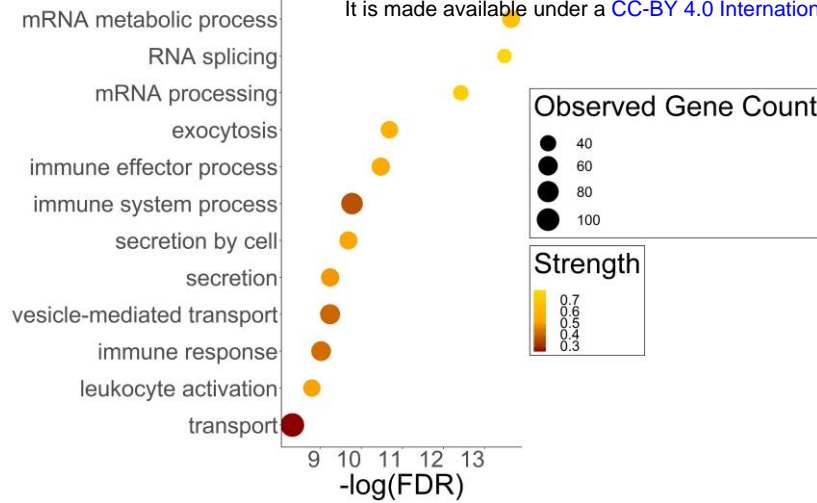 It is made available under a CC-BY 4.0 Internation
mRNA metabolic process
RNA splicing
mRNA processing
exocytosis
immune effector process
immune system process
secretion by cell
secretion
vesicle-mediated transport
immune response
leukocyte activation
transport
9 10 11 12 13
-log(FDR)
Observed Gene Count
40
60
80
100
Strength
0.7
0.6
0.5
0.4
0.3